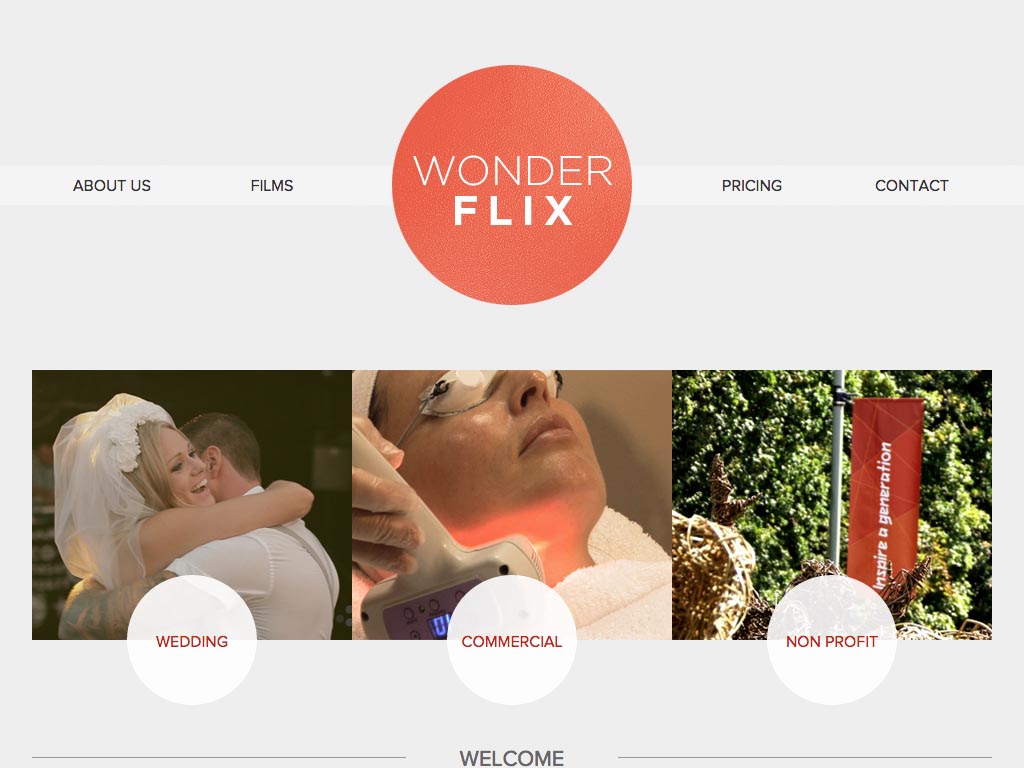 WONDER
FLIX
ABOUT US
FILMS
PRICING
CONTACT
Inspire a generation
WEDDING
COMMERCIAL
NON PROFIT
WELCOME